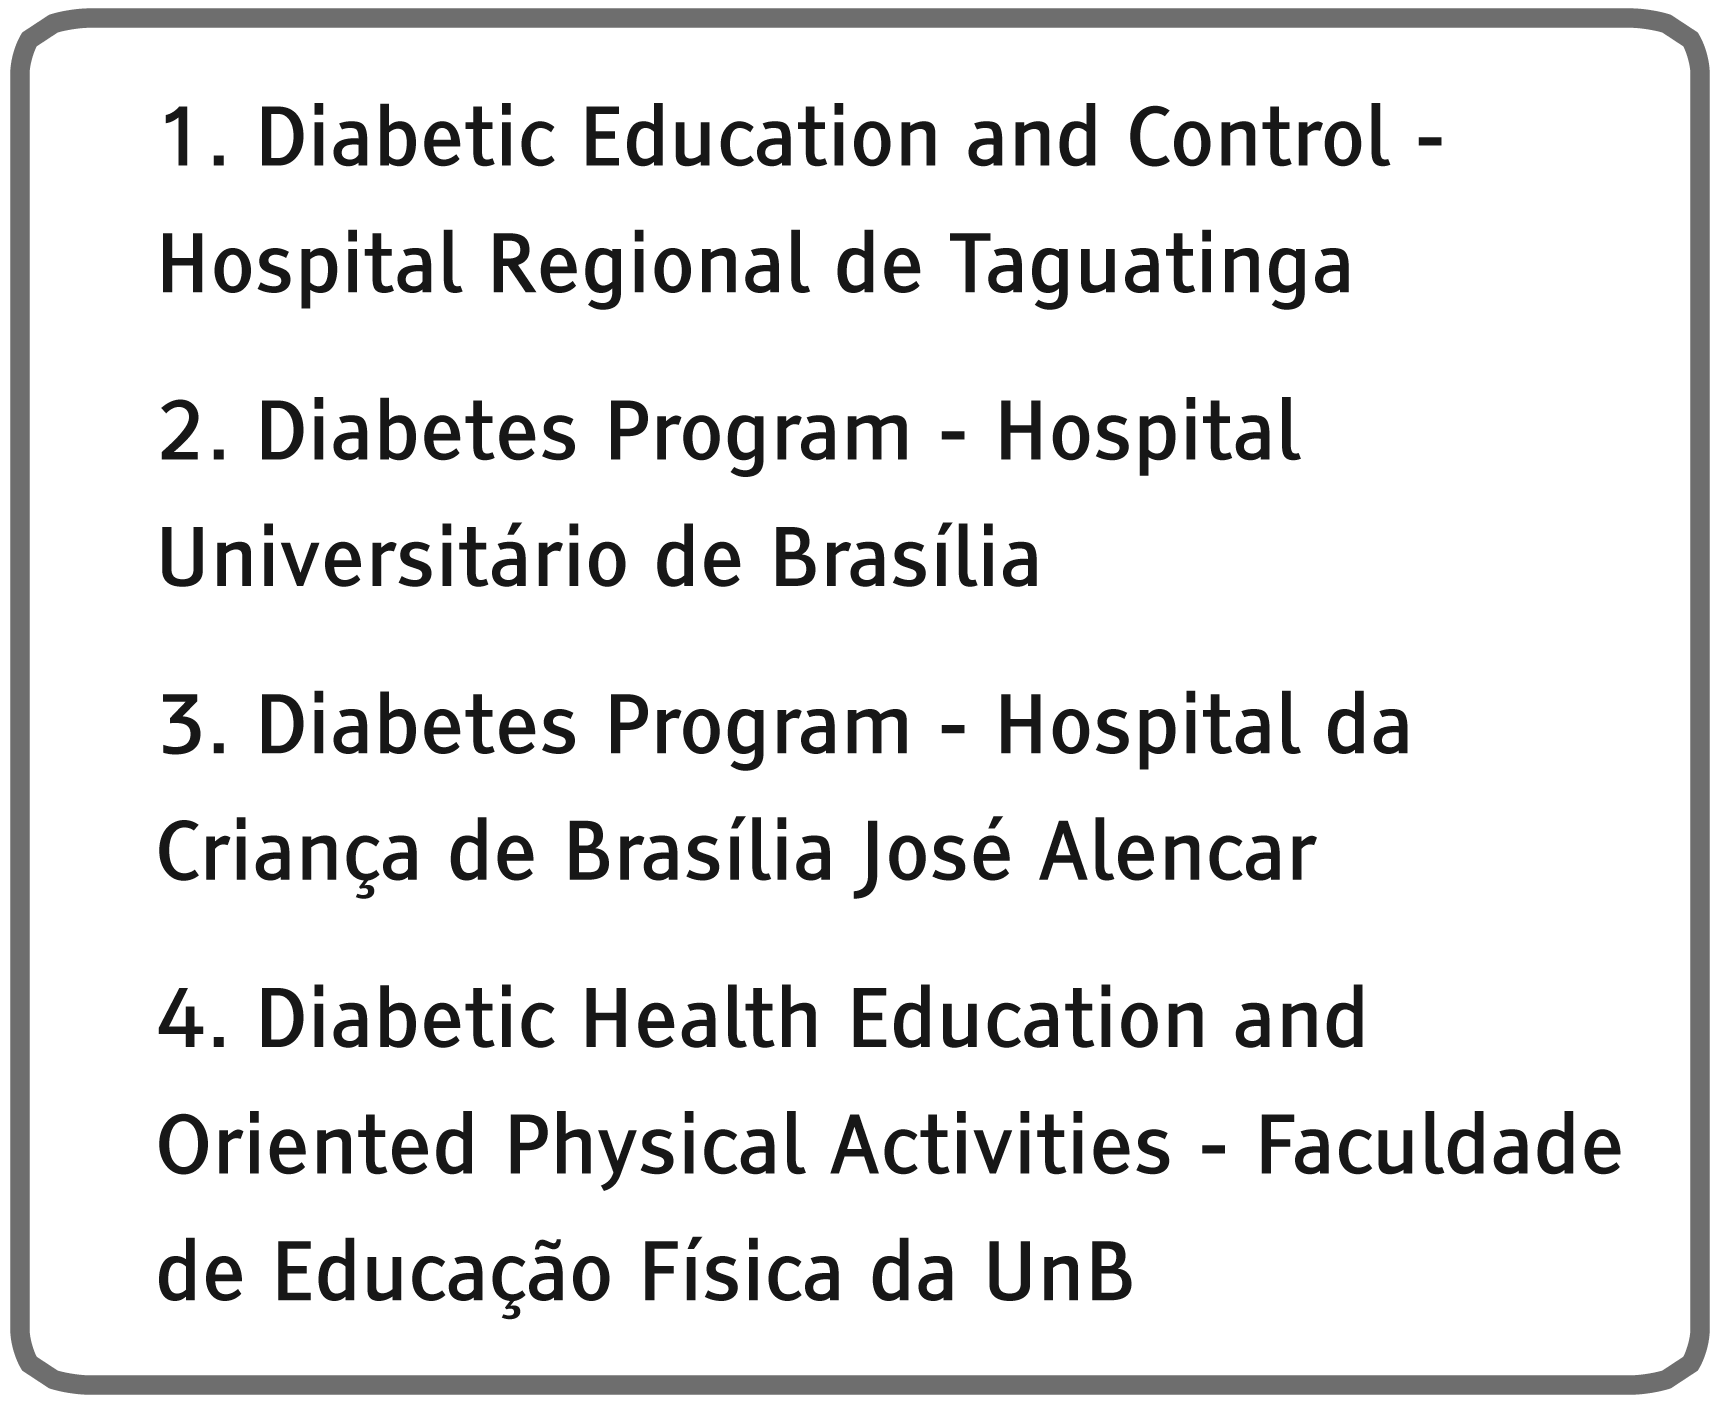 1. Diabetic Education and Control -
Hospital Regional de Taguatinga
2. Diabetes Program - Hospital
Universitário de Brasília
3. Diabetes Program - Hospital da
Criança de Brasília José Alencar
4. Diabetic Health Education and
Oriented Physical Activities - Faculdade
de Educação Física da UnB